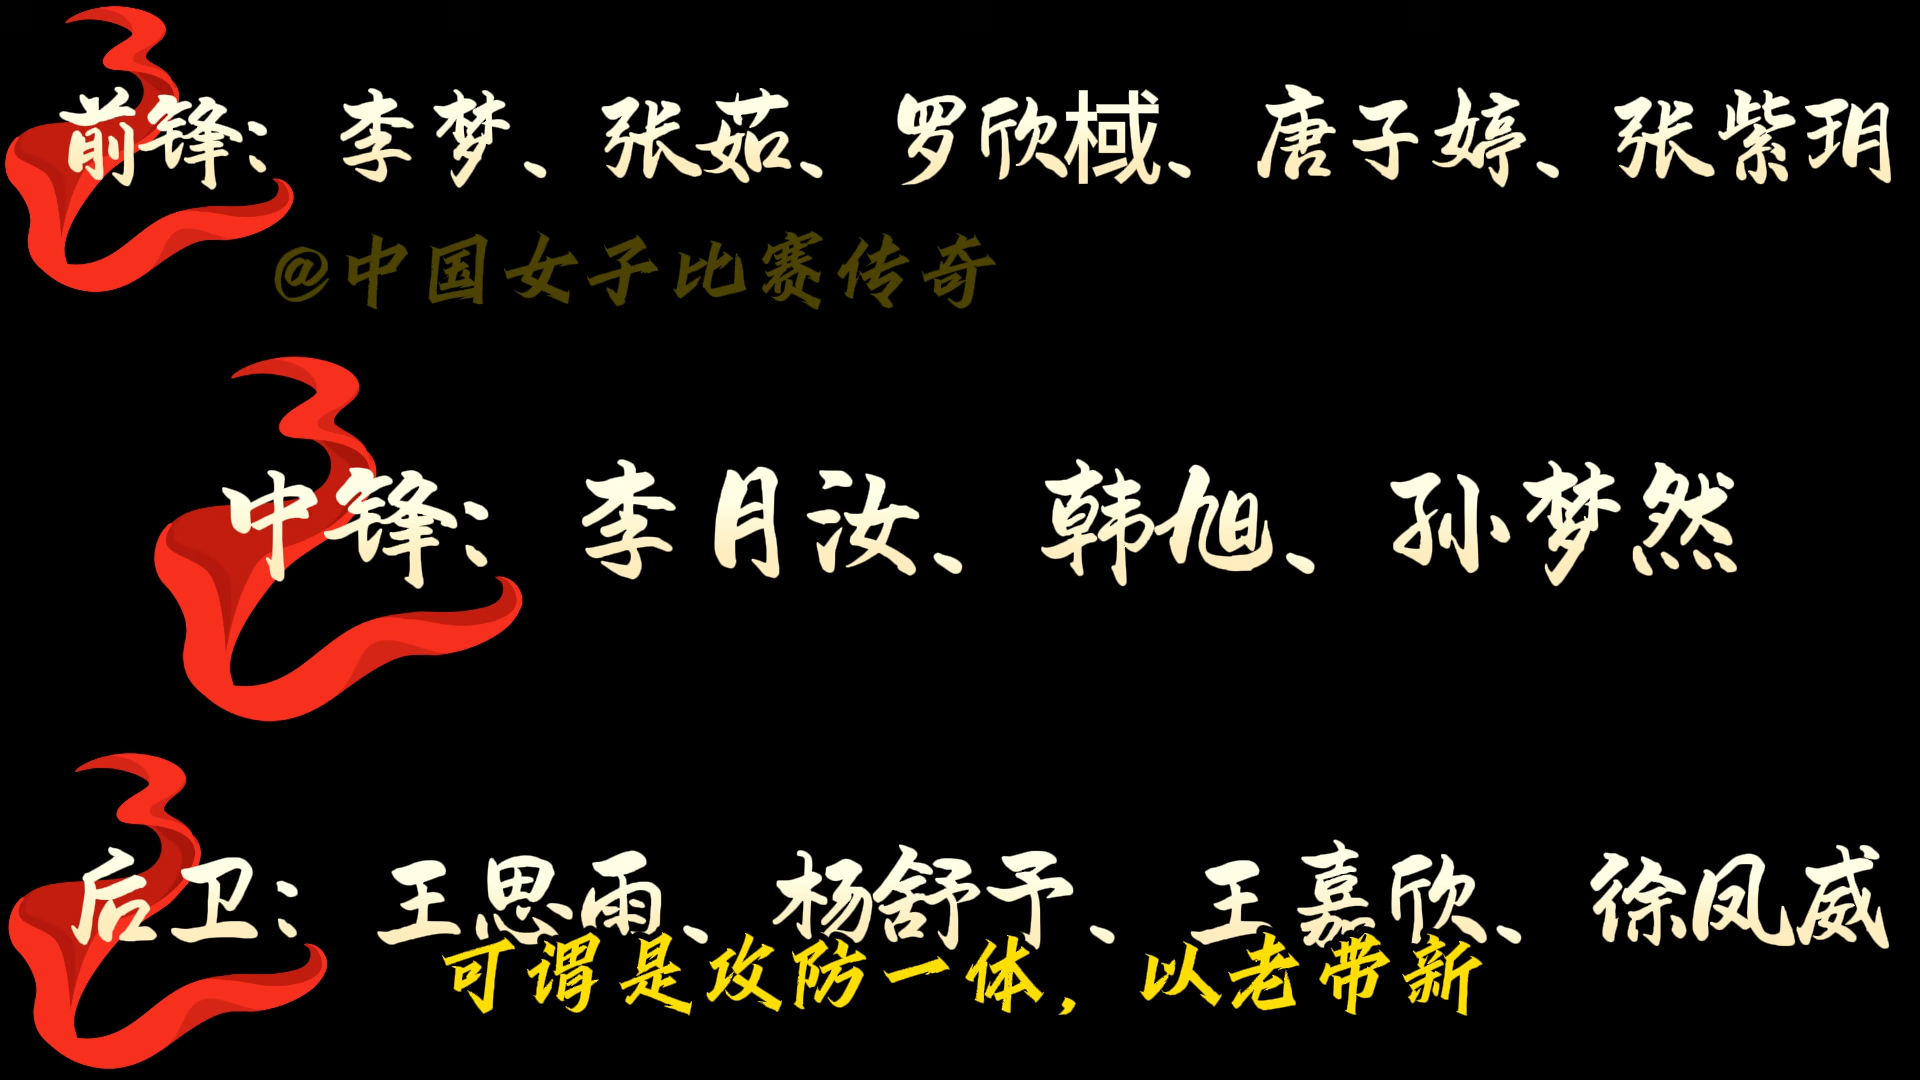 前锋：李梦、张茹、罗欣棫、唐子婷、张紫玥
@中国女子比赛传奇
中锋：李月汝、韩旭、孙梦然
后卫：王思雨、杨舒予、王嘉欣、徐凤威
可谓是攻防一体，以老带新